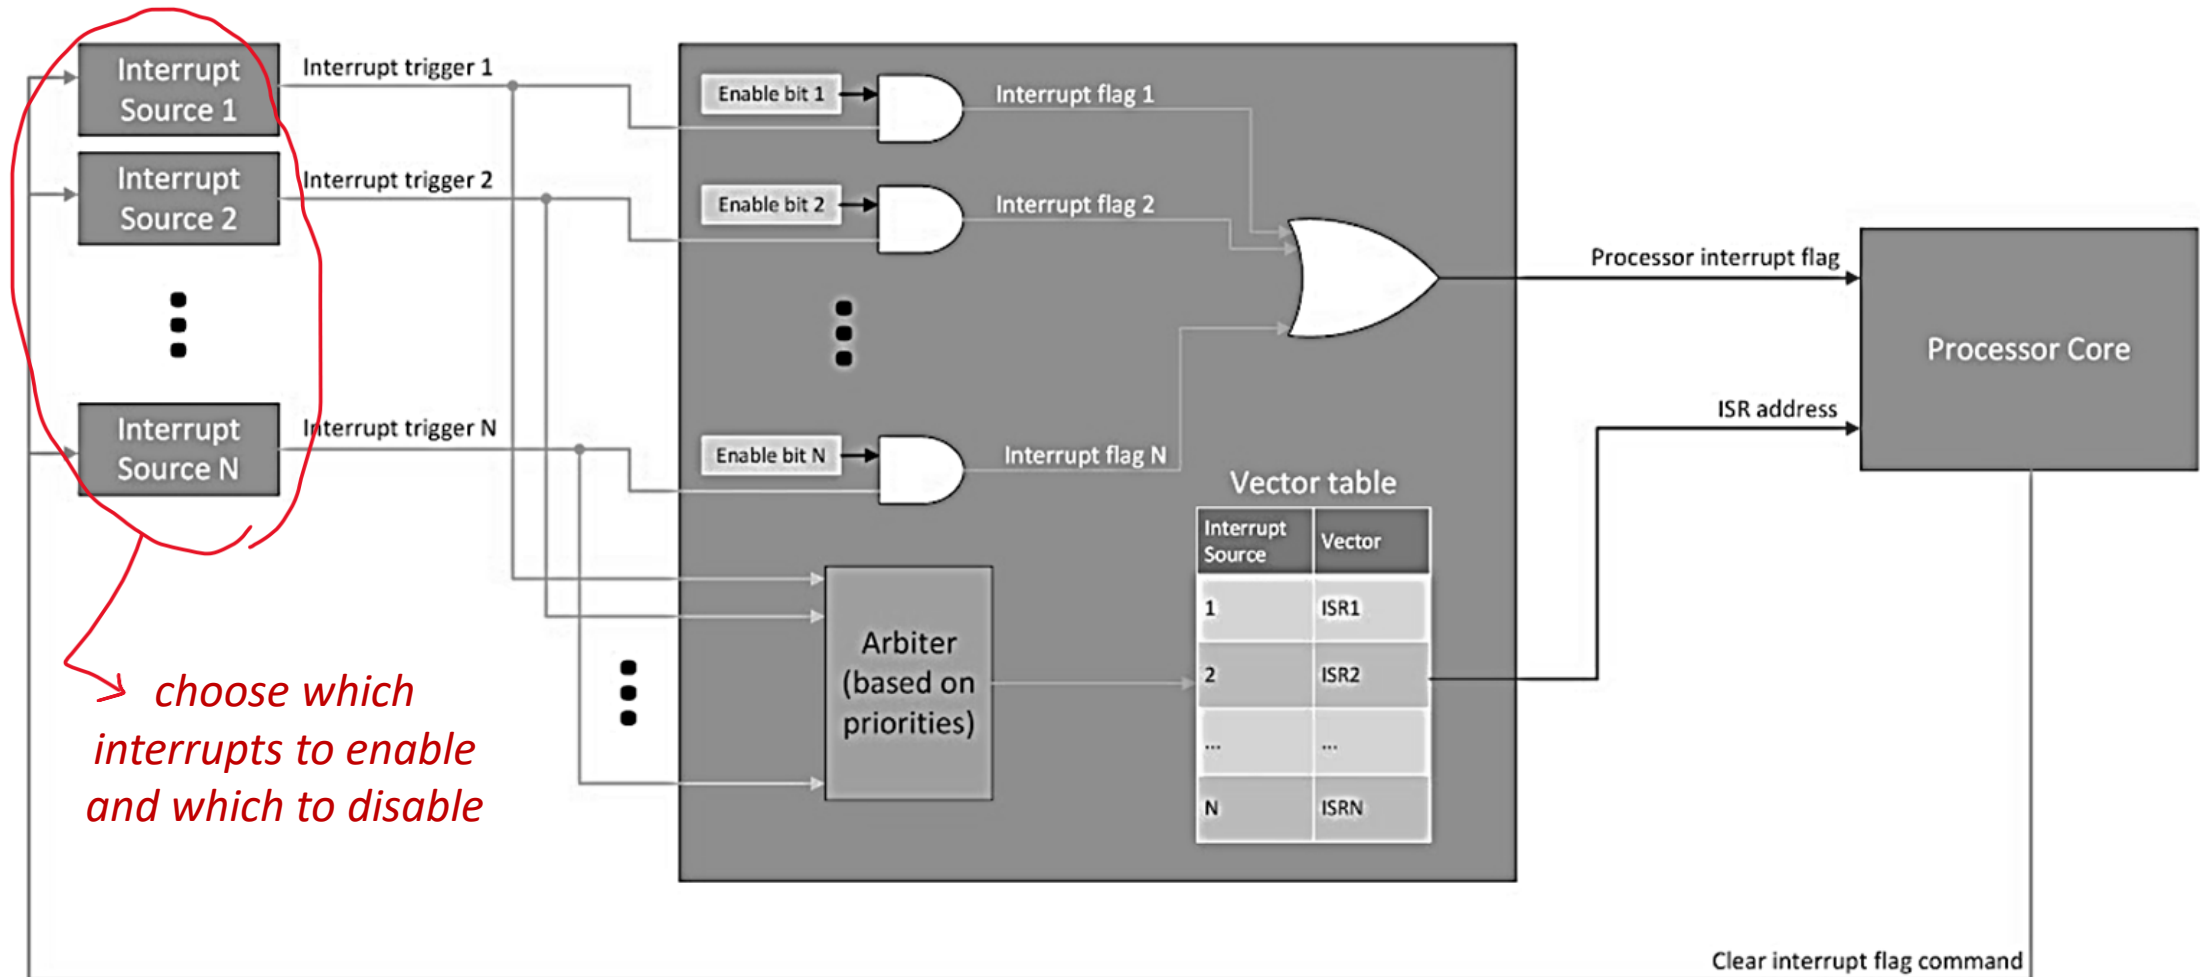 Interrupt
Source 1
Interrupt trigger 1
Enable bit 1
Interrupt flag 1
Interrupt
Source 2
Interrupt trigger 2
Enable bit 2
Interrupt flag 2
Processor interrupt flag
Processor Core
ISR address
Interrupt
Source N
Interrupt trigger N
Enable bit N
Interrupt flag N
Vector table
Interrupt
Source
Vector
1
ISR1
2
ISR2
...
...
N
ISRN
Arbiter
(based on
priorities)
choose which
interrupts to enable
and which to disable
Clear interrupt flag command